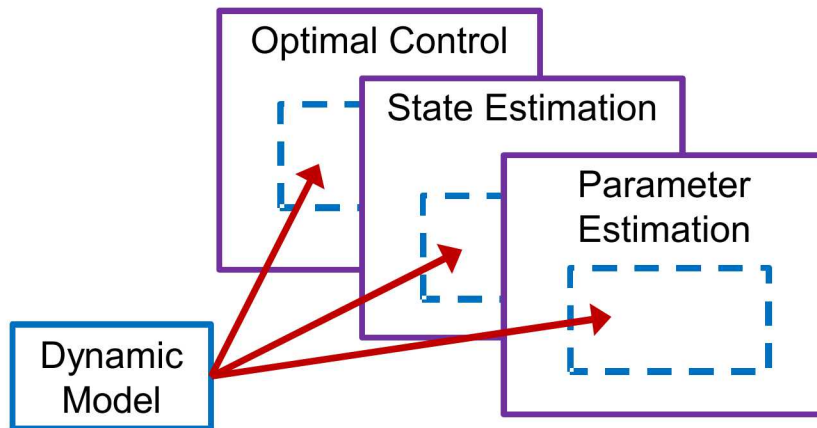 Optimal Control
State Estimation
Parameter
Estimation
Dynamic
Model